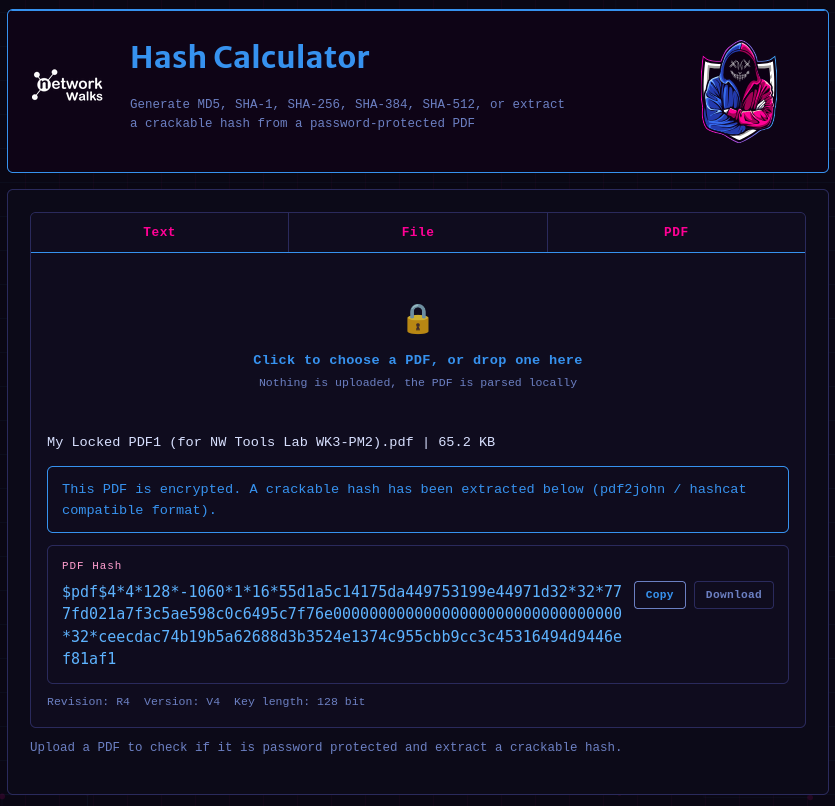 network
Walks
Hash Calculator
Generate MD5, SHA-1, SHA-256, SHA-384, SHA-512, or extract
a crackable hash from a password-protected PDF
Text
File
PDF
Click to choose a PDF, or drop one here
Nothing is uploaded, the PDF is parsed locally
My Locked PDF1 (for NW Tools Lab WK3-PM2).pdf | 65.2 KB
This PDF is encrypted. A crackable hash has been extracted below (pdf2john / hashcat
compatible format).
PDF Hash
$pdf$4*4*128*-1060*1*16*55d1a5c14175da449753199e44971d32*32*77
7fd021a7f3c5ae598c0c6495c7f76e00000000000000000000000000000000
*32*ceecdac74b19b5a62688d3b3524e1374c955cbb9cc3c45316494d9446e
f81af1
Copy
Download
Revision: R4 Version: V4 Key length: 128 bit
Upload a PDF to check if it is password protected and extract a crackable hash.